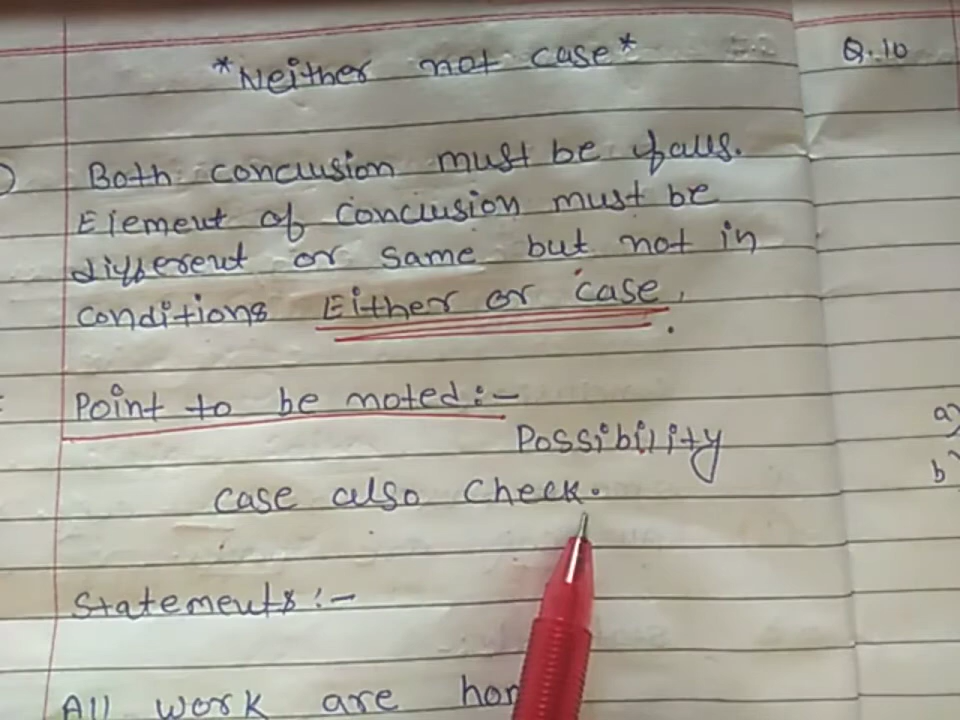 *Neither not case*
Q.10
Both conclusion must be falls.
Element of conclusion must be
different or same but not in
conditions Either or case.
Point to be noted:-
Possibility
case also check.
a)
b)
Statements:-
All work are